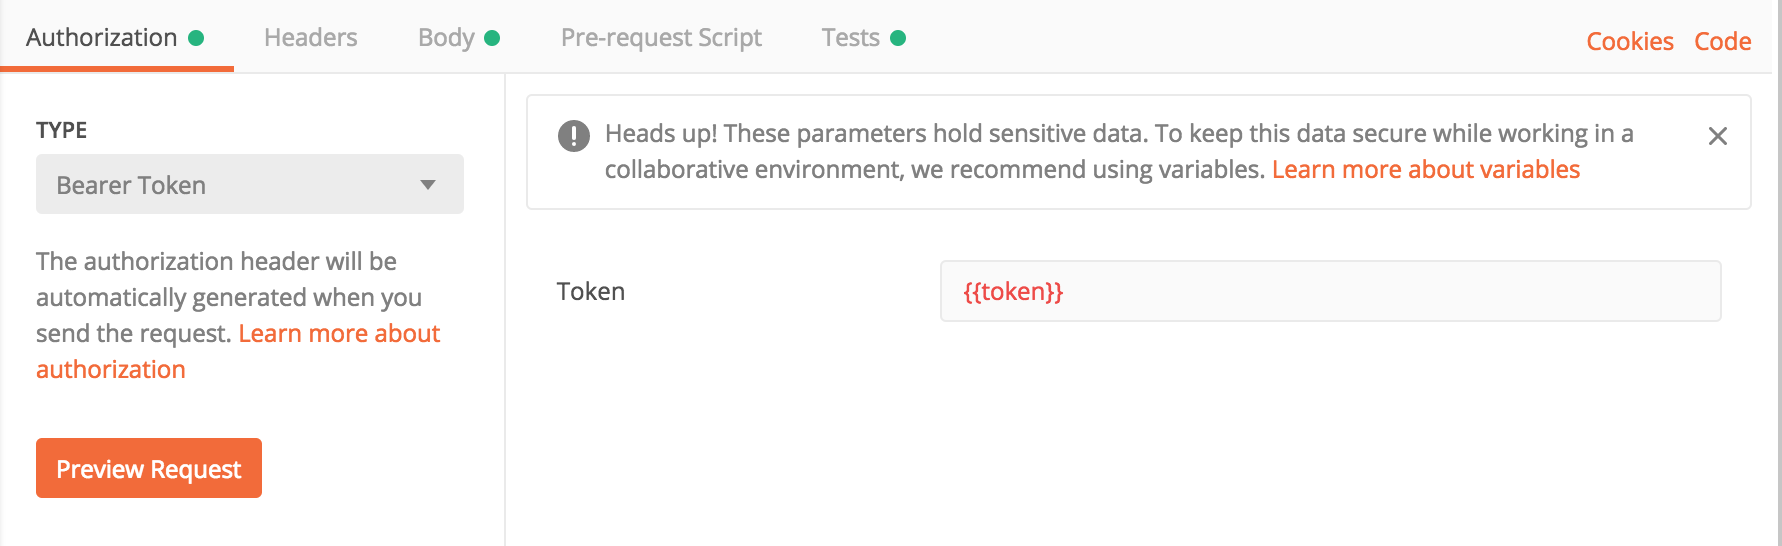 Authorization Headers Body Pre-request Script Tests Cookies Code
TYPE
Bearer Token
The authorization header will be
automatically generated when you
send the request. Learn more about
authorization
Preview Request
Heads up! These parameters hold sensitive data. To keep this data secure while working in a
collaborative environment, we recommend using variables. Learn more about variables
Token {{token}}